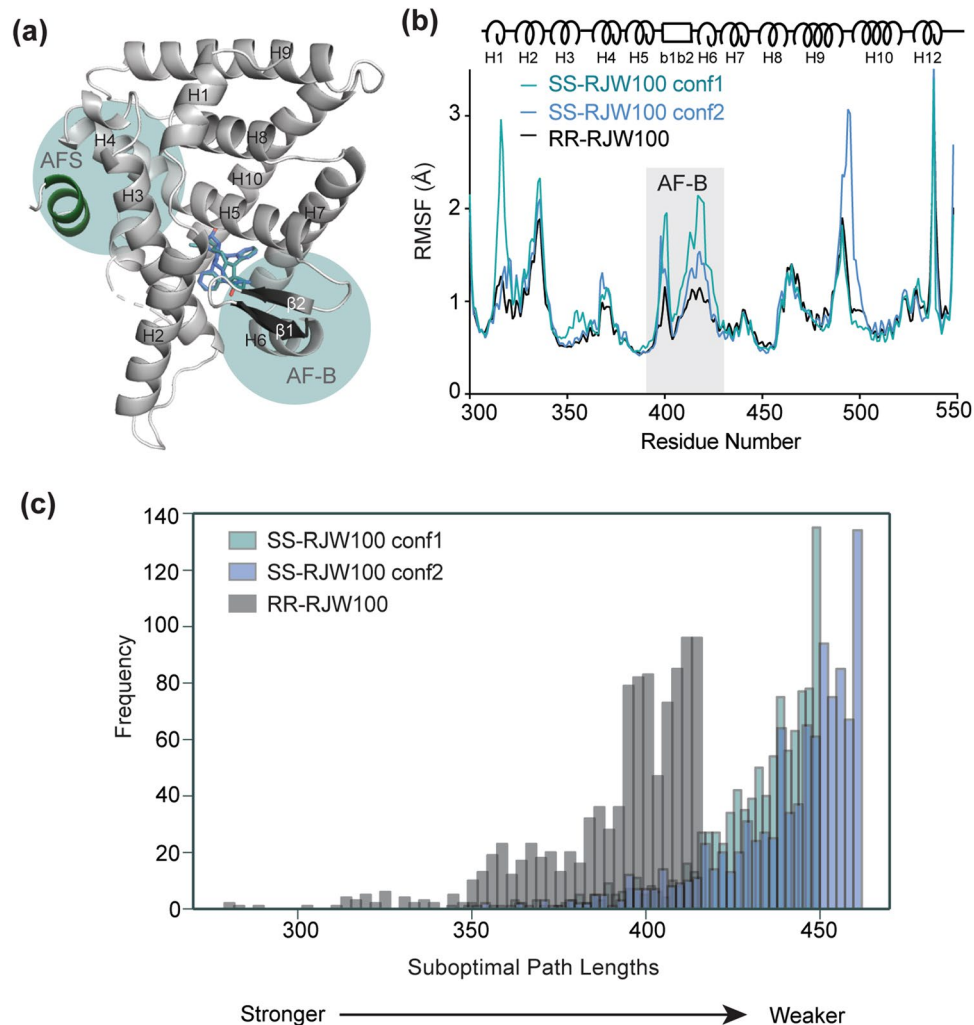 (a)
H9
H1
H4
AFS
H8
H3
H10
H5
H7
β2
β1
H2
H6
AF-B
(b)
H1 H2 H3 H4 H5 b1b2 H6 H7 H8 H9 H10 H12
SS-RJW100 conf1
SS-RJW100 conf2
RR-RJW100
AF-B
RMSF (Å)
3
2
1
0
300 350 400 450 500 550
Residue Number
(c)
SS-RJW100 conf1
SS-RJW100 conf2
RR-RJW100
Frequency
140
120
100
80
60
40
20
0
300 350 400 450
Suboptimal Path Lengths
Stronger Weaker